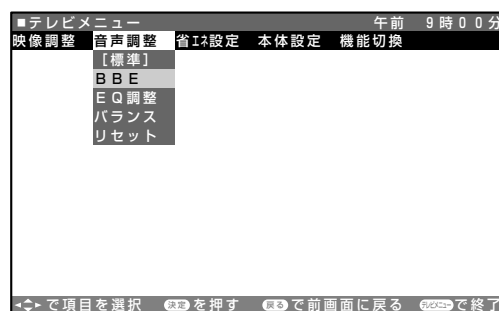 ■テレビメニュー 午前 9時00分
映像調整 音声調整 省エネ設定 本体設定 機能切換
[標準]
BBE
EQ調整
バランス
リセット
で項目を選択 決定を押す 戻るで前画面に戻る テレビメニューで終了